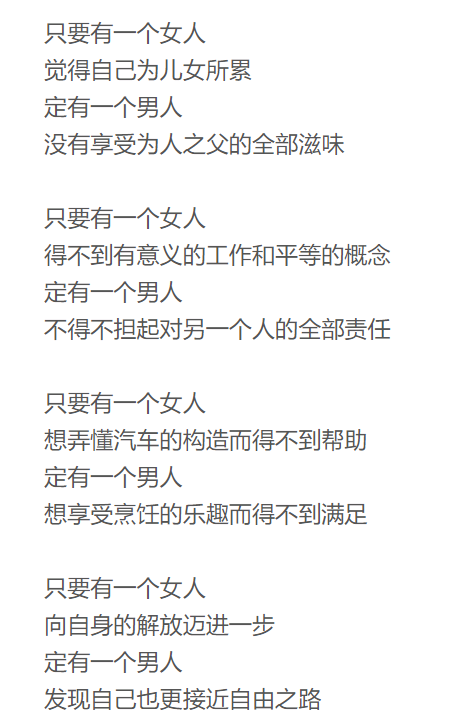 只要有一个女人
觉得自己为儿女所累
定有一个男人
没有享受为人之父的全部滋味

只要有一个女人
得不到有意义的工作和平等的概念
定有一个男人
不得不担起对另一个人的全部责任

只要有一个女人
想弄懂汽车的构造而得不到帮助
定有一个男人
想享受烹饪的乐趣而得不到满足

只要有一个女人
向自身的解放迈进一步
定有一个男人
发现自己也更接近自由之路